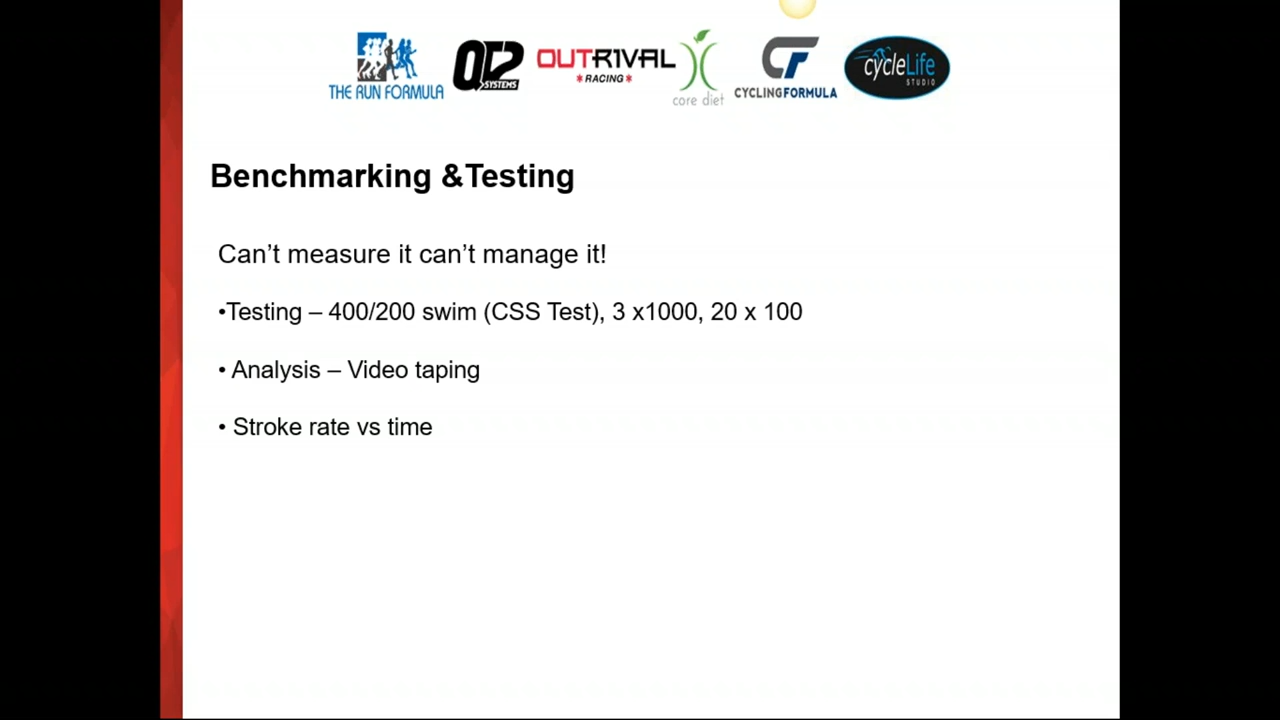 THE RUN FORMULA
QT2 SYSTEMS
OUTRIVAL RACING
core diet
CYCLINGFORMULA
cycleLife STUDIO
Benchmarking &Testing
Can’t measure it can’t manage it!
•Testing – 400/200 swim (CSS Test), 3 x1000, 20 x 100
• Analysis – Video taping
• Stroke rate vs time